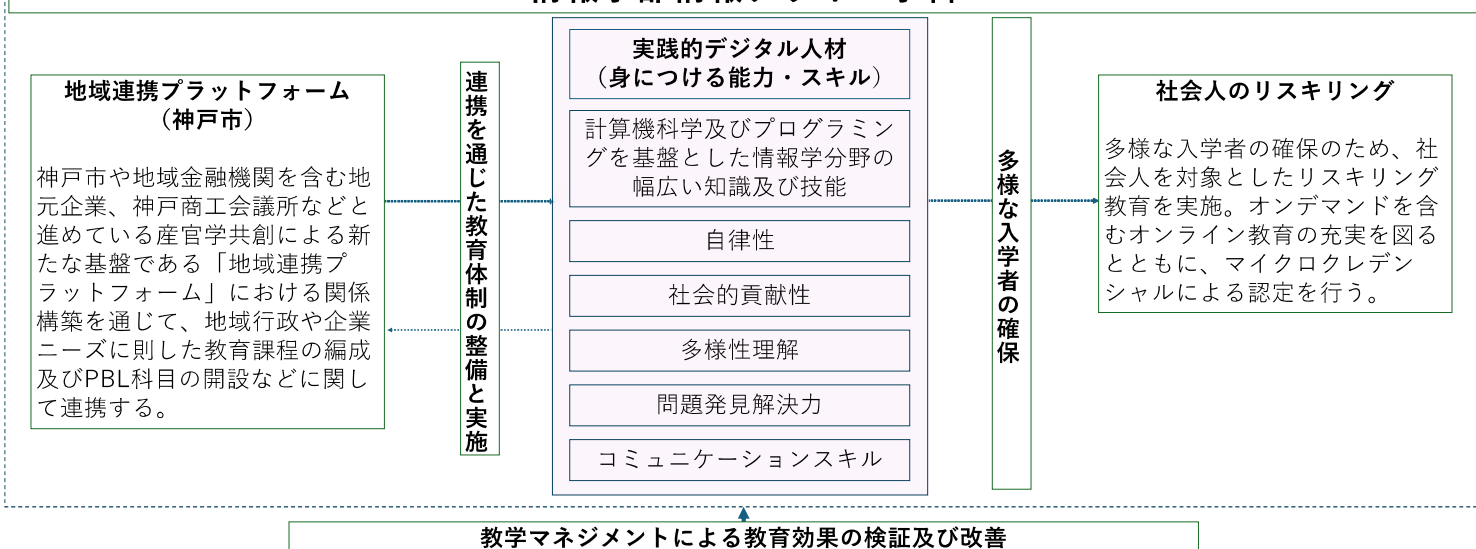 地域連携プラットフォーム
（神戸市）
神戸市や地域金融機関を含む地
元企業、神戸商工会議所などと
進めている産官学共創による新
たな基盤である「地域連携プ
ラットフォーム」における関係
構築を通じて、地域行政や企業
ニーズに則した教育課程の編成
及びPBL科目の開設などに関し
て連携する。
連携を通じた教育体制の整備と実施
実践的デジタル人材
（身につける能力・スキル）
計算機科学及びプログラミン
グを基盤とした情報学分野の
幅広い知識及び技能
自律性
社会的貢献性
多様性理解
問題発見解決力
コミュニケーションスキル
多様な入学者の確保
社会人のリスキリング
多様な入学者の確保のため、社
会人を対象としたリスキリング
教育を実施。オンデマンドを含
むオンライン教育の充実を図る
とともに、マイクロクレデン
シャルによる認定を行う。
教学マネジメントによる教育効果の検証及び改善